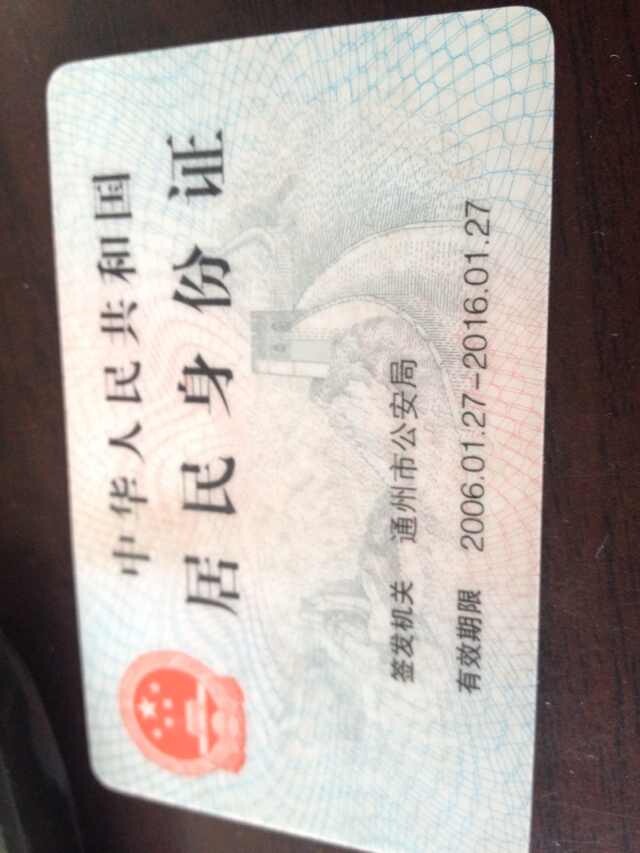 中华人民共和国
居民身份证
签发机关 通州市公安局
有效期限 2006.01.27-2016.01.27